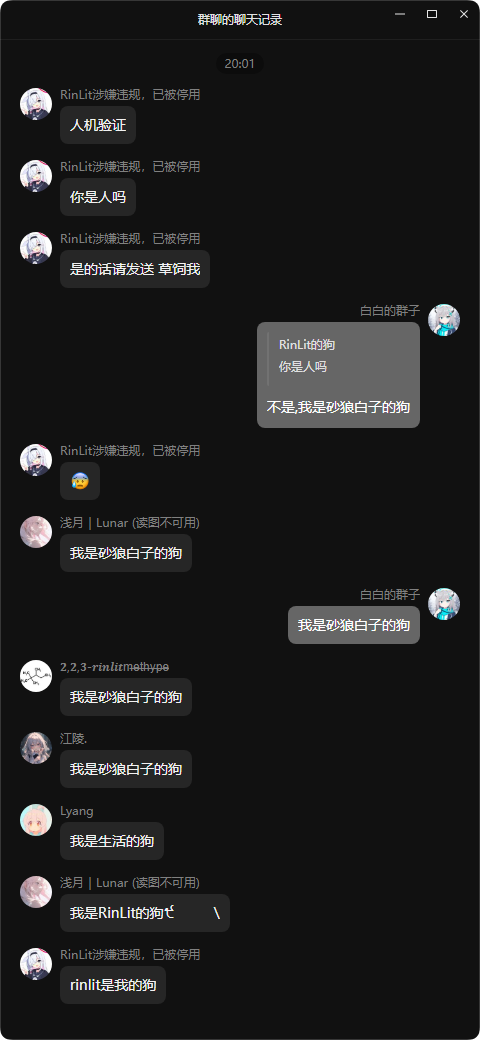 群聊的聊天记录
20:01
RinLit涉嫌违规，已被停用
人机验证
RinLit涉嫌违规，已被停用
你是人吗
RinLit涉嫌违规，已被停用
是的话请发送 草饲我
白白的群子
RinLit的狗
你是人吗
不是,我是砂狼白子的狗
RinLit涉嫌违规，已被停用
😰
浅月 | Lunar (读图不可用)
我是砂狼白子的狗
白白的群子
我是砂狼白子的狗
2,2,3-rinlitmethype
我是砂狼白子的狗
江陵.
我是砂狼白子的狗
Lyang
我是生活的狗
浅月 | Lunar (读图不可用)
我是RinLit的狗 \
RinLit涉嫌违规，已被停用
rinlit是我的狗